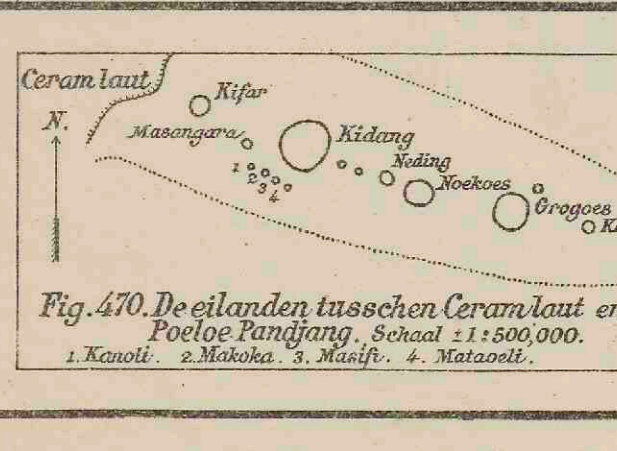 Ceram laut
Kifar
N.
Masangara
Kidang
1
2
3
4
Neding
Noekoes
Grogoes
Fig. 470. De eilanden tusschen Ceram laut en
Poeloe Pandjang. Schaal ±1:500,000.
1. Kanoli. 2. Makoka. 3. Masifi. 4. Mataoeli.